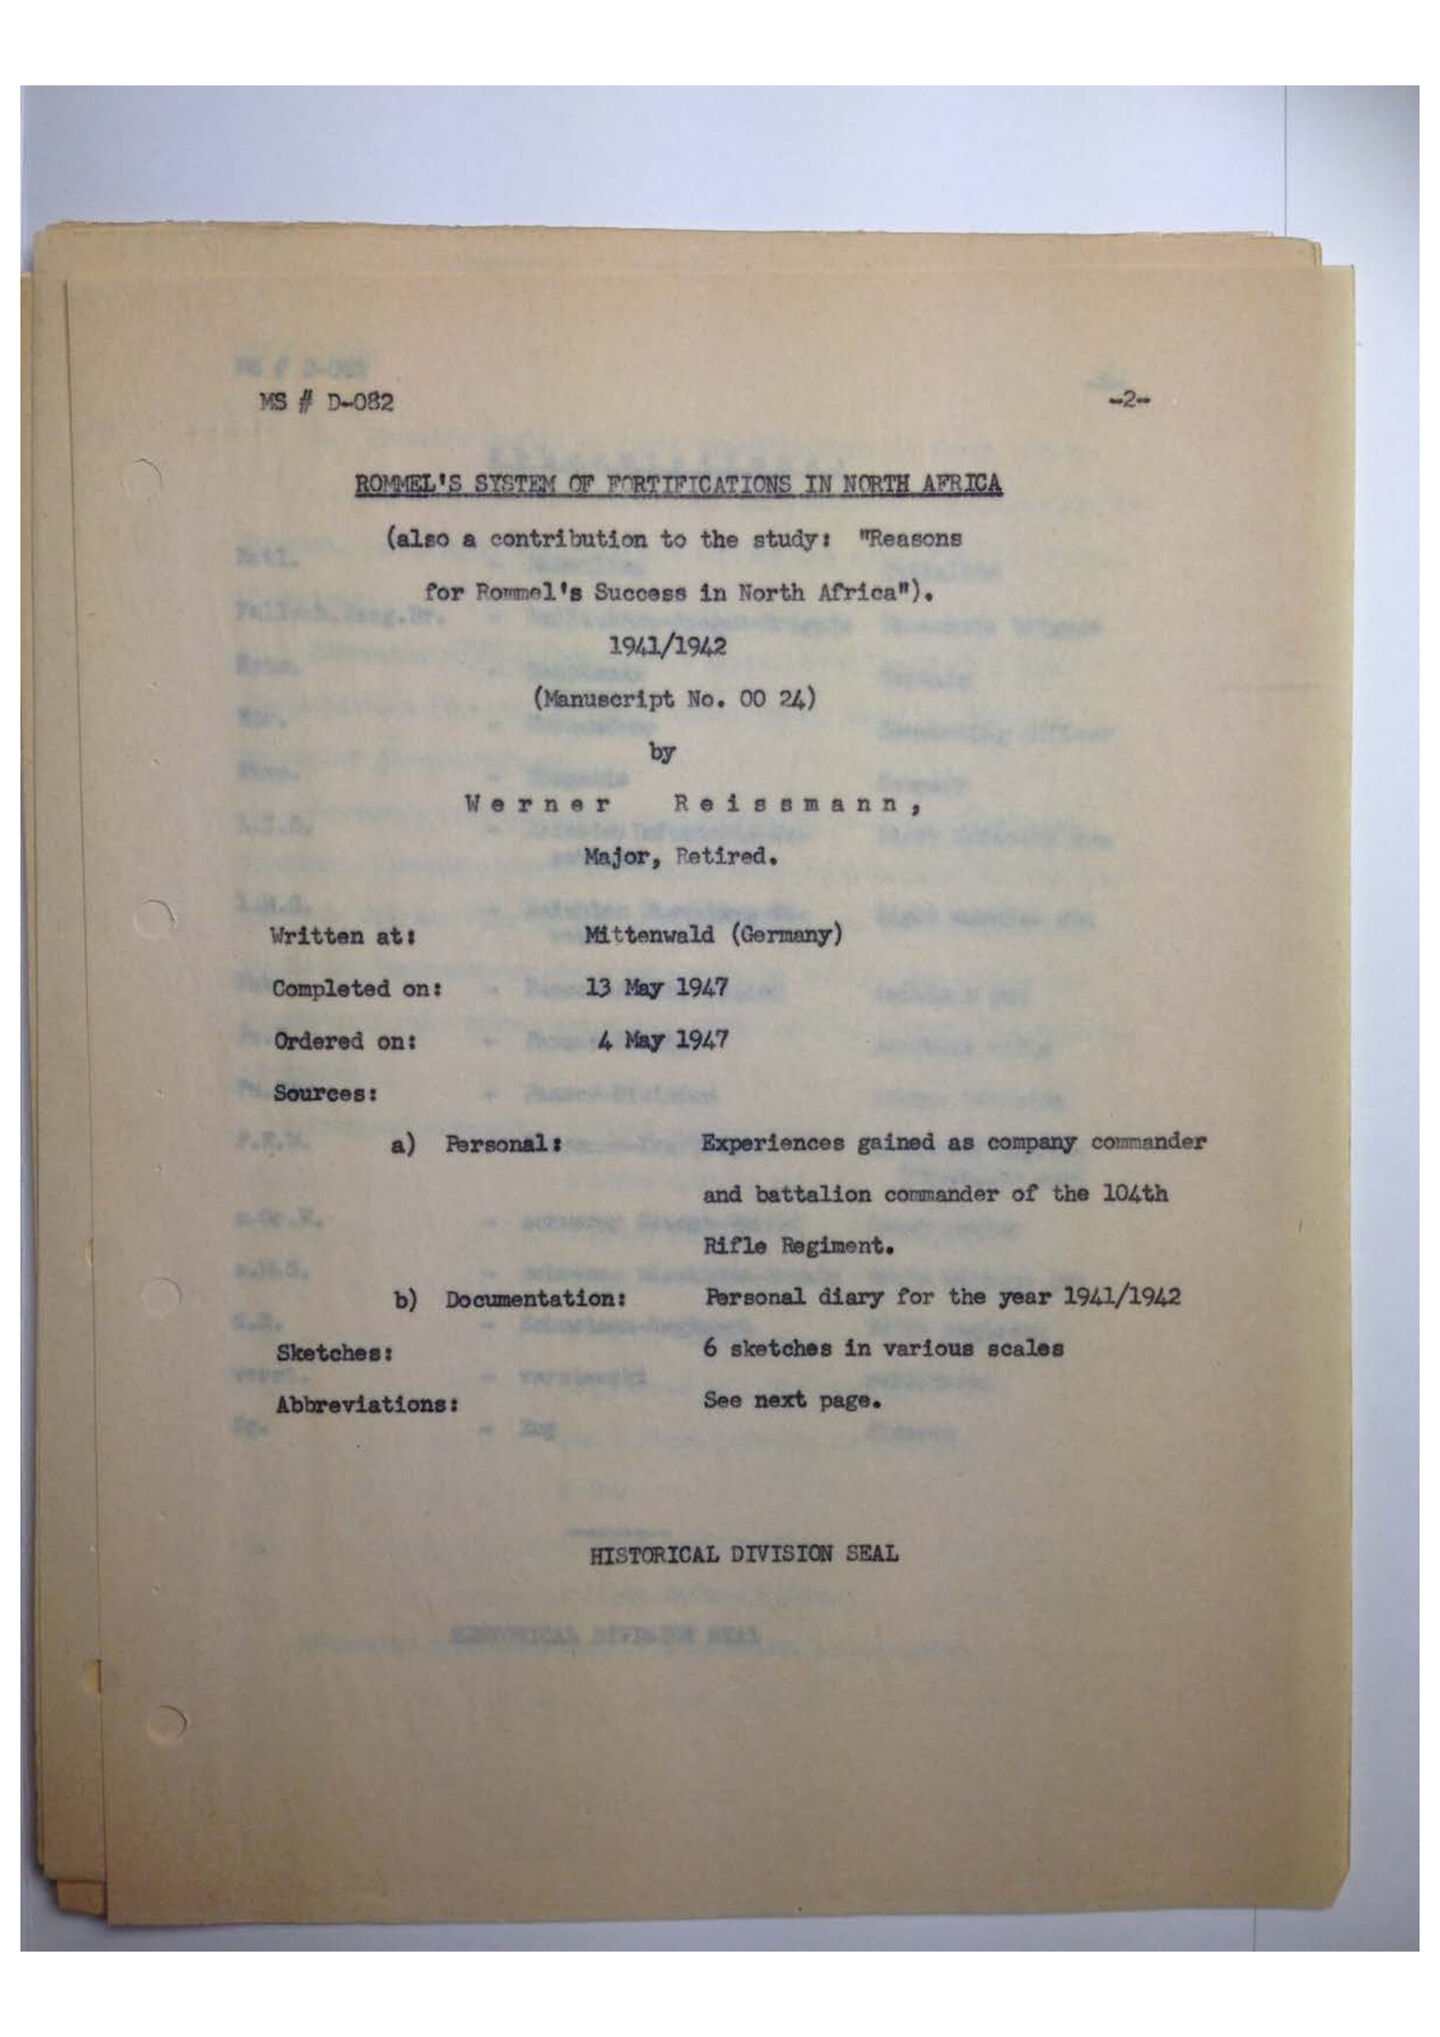 MS # D-082 -2-
ROMMEL'S SYSTEM OF FORTIFICATIONS IN NORTH AFRICA
(also a contribution to the study: "Reasons
for Rommel's Success in North Africa").
1941/1942
(Manuscript No. 00 24)
by
Werner Reissmann,
Major, Retired.
Written at: Mittenwald (Germany)
Completed on: 13 May 1947
Ordered on: 4 May 1947
Sources:
a) Personal: Experiences gained as company commander
and battalion commander of the 104th
Rifle Regiment.
b) Documentation: Personal diary for the year 1941/1942
Sketches: 6 sketches in various scales
Abbreviations: See next page.
HISTORICAL DIVISION SEAL